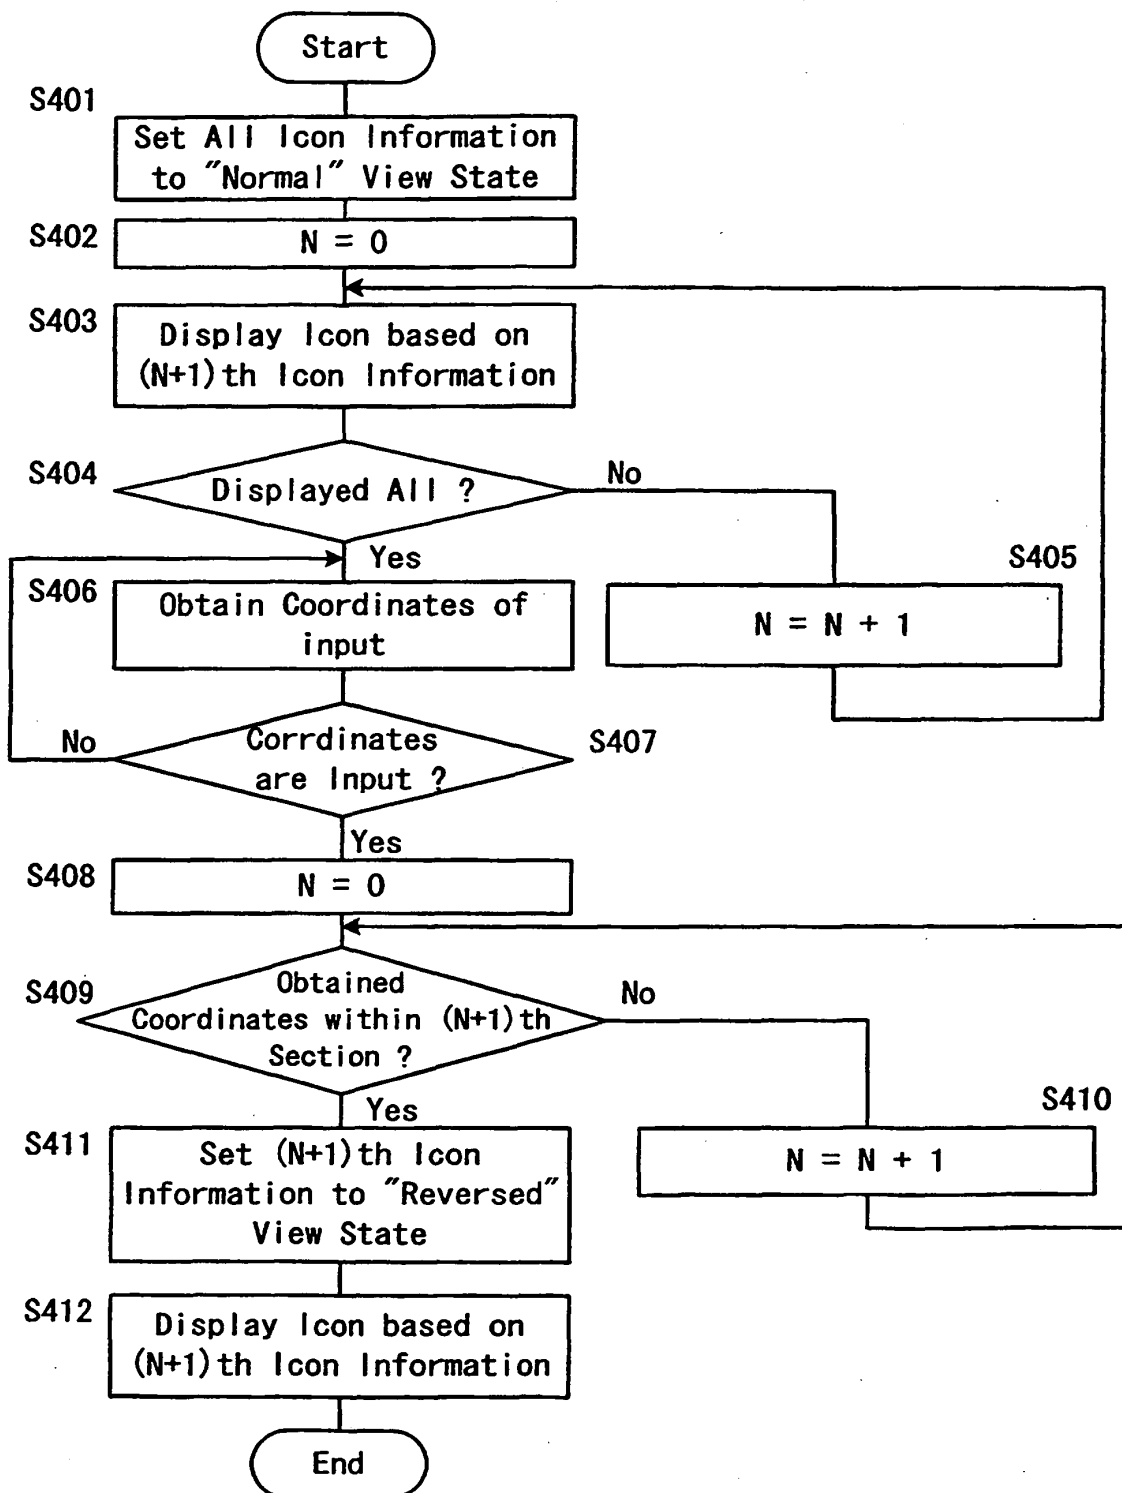 Start
S401
Set All Icon Information
to "Normal" View State
S402
N = 0
S403
Display Icon based on
(N+1)th Icon Information
S404
Displayed All ?
No
Yes
S405
N = N + 1
S406
Obtain Coordinates of
input
No
Corrdinates
are Input ?
S407
Yes
S408
N = 0
S409
Obtained
Coordinates within (N+1)th
Section ?
No
Yes
S410
N = N + 1
S411
Set (N+1)th Icon
Information to "Reversed"
View State
S412
Display Icon based on
(N+1)th Icon Information
End